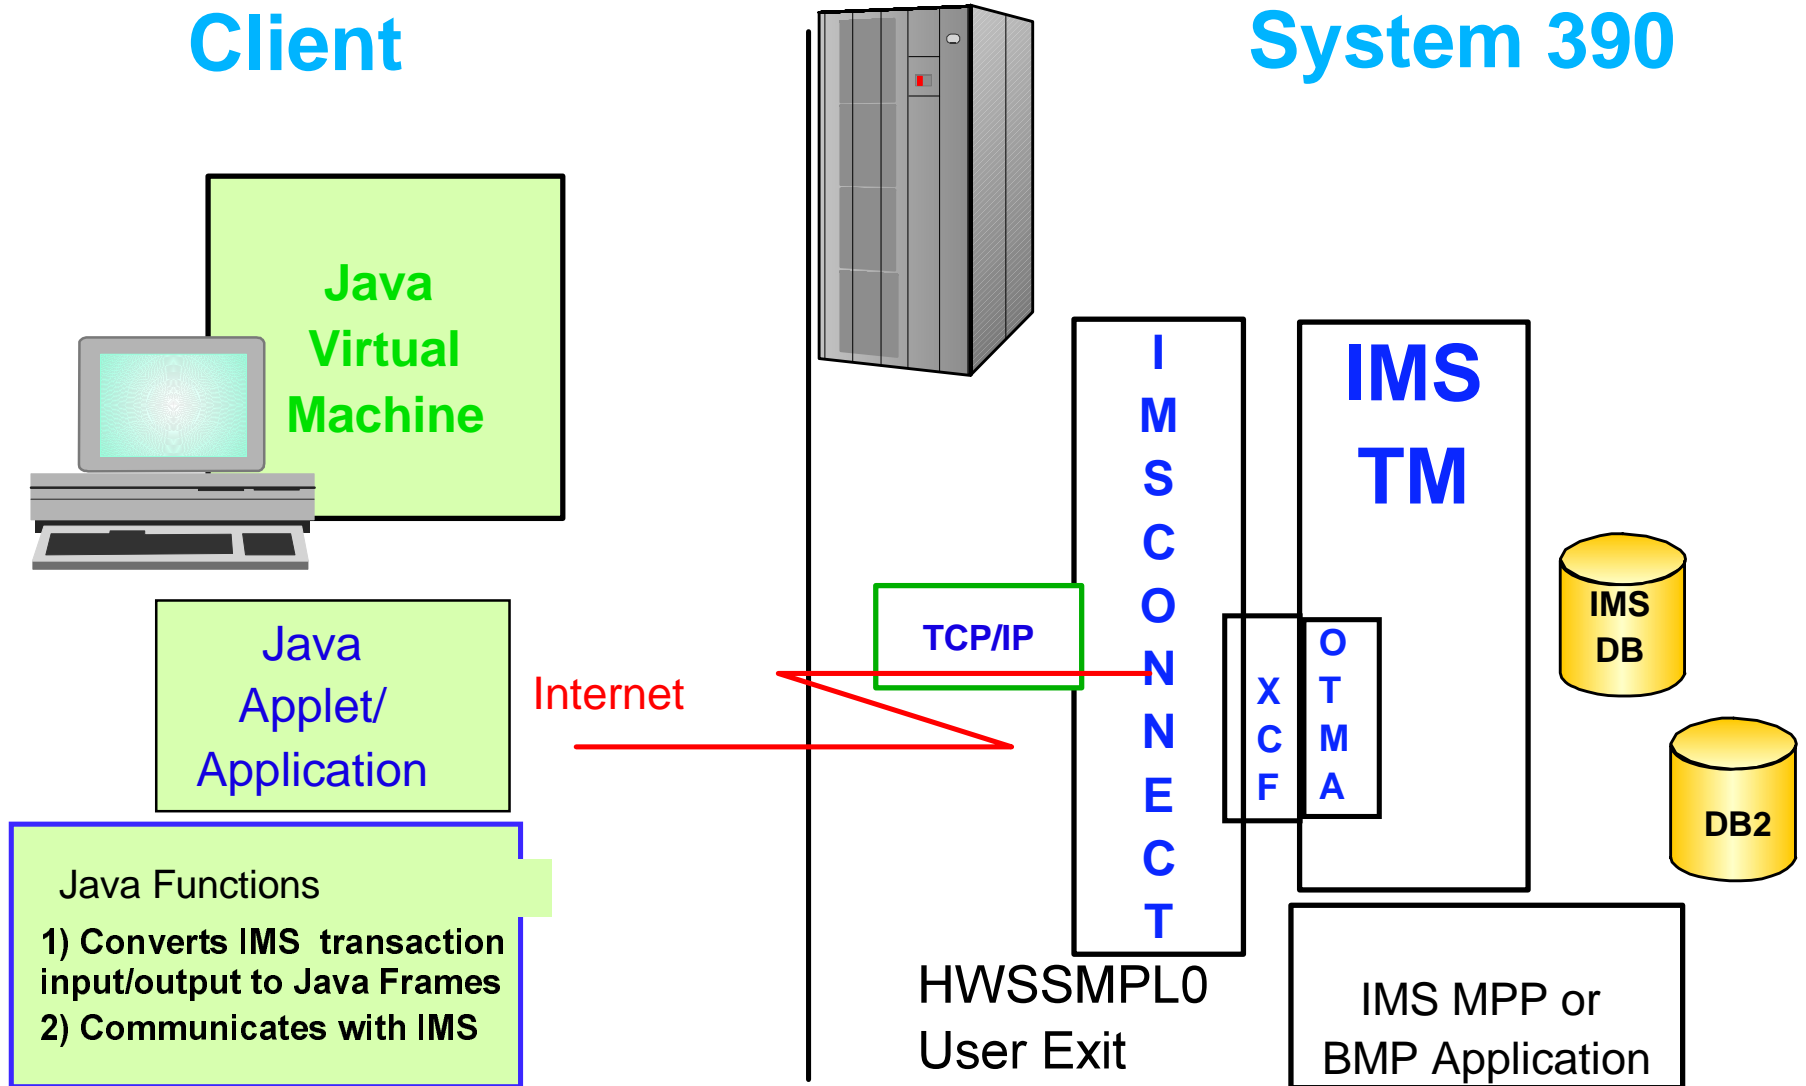 Client
System 390
Java
Virtual
Machine
Java
Applet/
Application
Internet
Java Functions
1) Converts IMS transaction
input/output to Java Frames
2) Communicates with IMS
TCP/IP
I
M
S
C
O
N
N
E
C
T
HWSSMPL0
User Exit
X
C
F
O
T
M
A
IMS
TM
IMS
DB
DB2
IMS MPP or
BMP Application